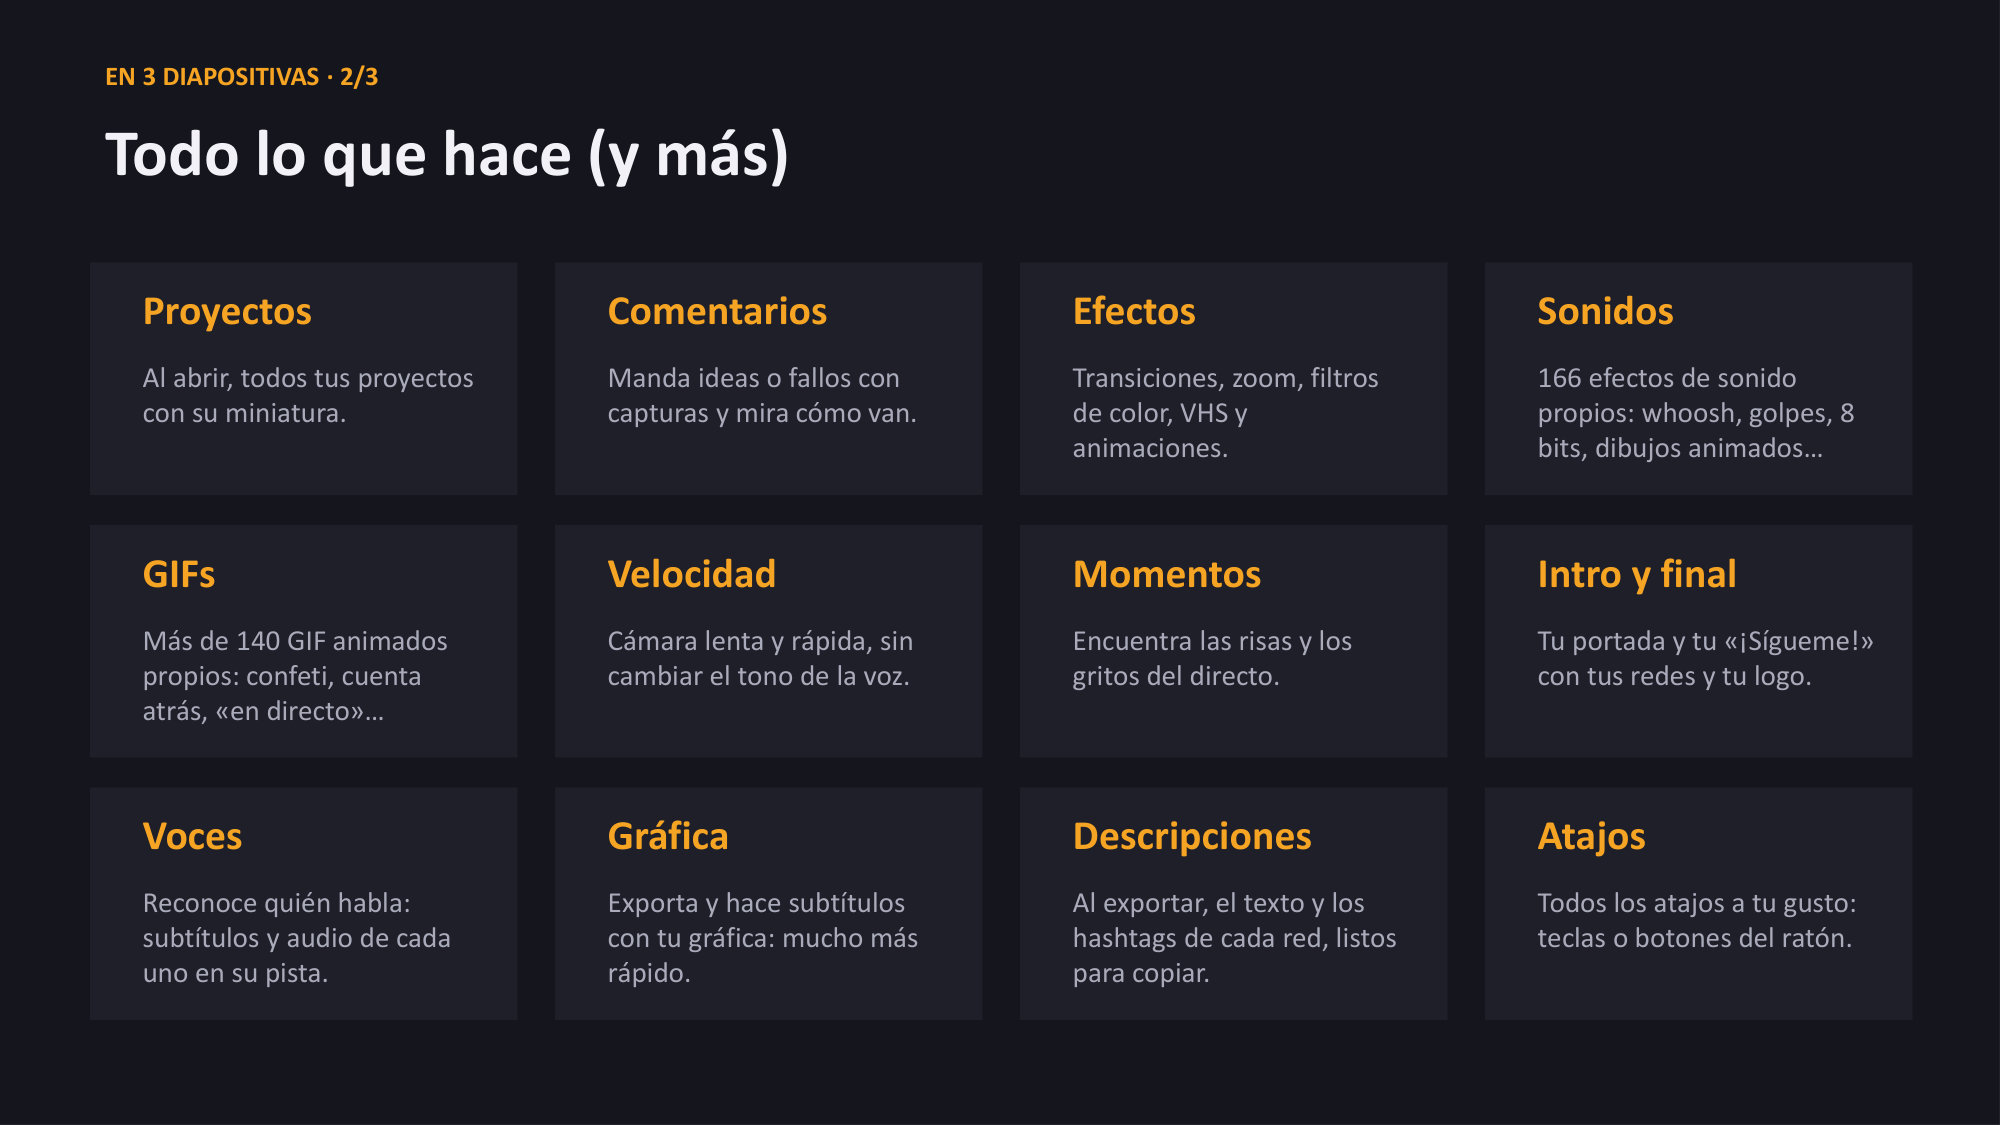 EN 3 DIAPOSITIVAS · 2/3
Todo lo que hace (y más)
Proyectos
Al abrir, todos tus proyectos
con su miniatura.
Comentarios
Manda ideas o fallos con
capturas y mira cómo van.
Efectos
Transiciones, zoom, filtros
de color, VHS y
animaciones.
Sonidos
166 efectos de sonido
propios: whoosh, golpes, 8
bits, dibujos animados...
GIFs
Más de 140 GIF animados
propios: confeti, cuenta
atrás, «en directo»...
Velocidad
Cámara lenta y rápida, sin
cambiar el tono de la voz.
Momentos
Encuentra las risas y los
gritos del directo.
Intro y final
Tu portada y tu «¡Sígueme!»
con tus redes y tu logo.
Voces
Reconoce quién habla:
subtítulos y audio de cada
uno en su pista.
Gráfica
Exporta y hace subtítulos
con tu gráfica: mucho más
rápido.
Descripciones
Al exportar, el texto y los
hashtags de cada red, listos
para copiar.
Atajos
Todos los atajos a tu gusto:
teclas o botones del ratón.